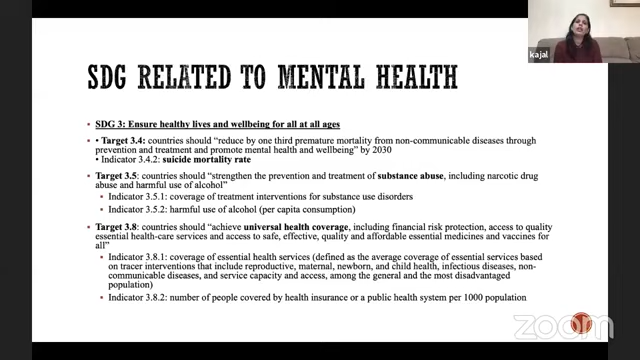 kajal
SDG RELATED TO MENTAL HEALTH
▪ SDG 3: Ensure healthy lives and wellbeing for all at all ages
▪ • Target 3.4: countries should “reduce by one third premature mortality from non-communicable diseases through
prevention and treatment and promote mental health and wellbeing” by 2030
• Indicator 3.4.2: suicide mortality rate
▪ Target 3.5: countries should “strengthen the prevention and treatment of substance abuse, including narcotic drug
abuse and harmful use of alcohol”
▪ Indicator 3.5.1: coverage of treatment interventions for substance use disorders
▪ Indicator 3.5.2: harmful use of alcohol (per capita consumption)
▪ Target 3.8: countries should “achieve universal health coverage, including financial risk protection, access to quality
essential health-care services and access to safe, effective, quality and affordable essential medicines and vaccines for
all”
▪ Indicator 3.8.1: coverage of essential health services (defined as the average coverage of essential services based
on tracer interventions that include reproductive, maternal, newborn, and child health, infectious diseases, non-
communicable diseases, and service capacity and access, among the general and the most disadvantaged
population)
▪ Indicator 3.8.2: number of people covered by health insurance or a public health system per 1000 population
zoom